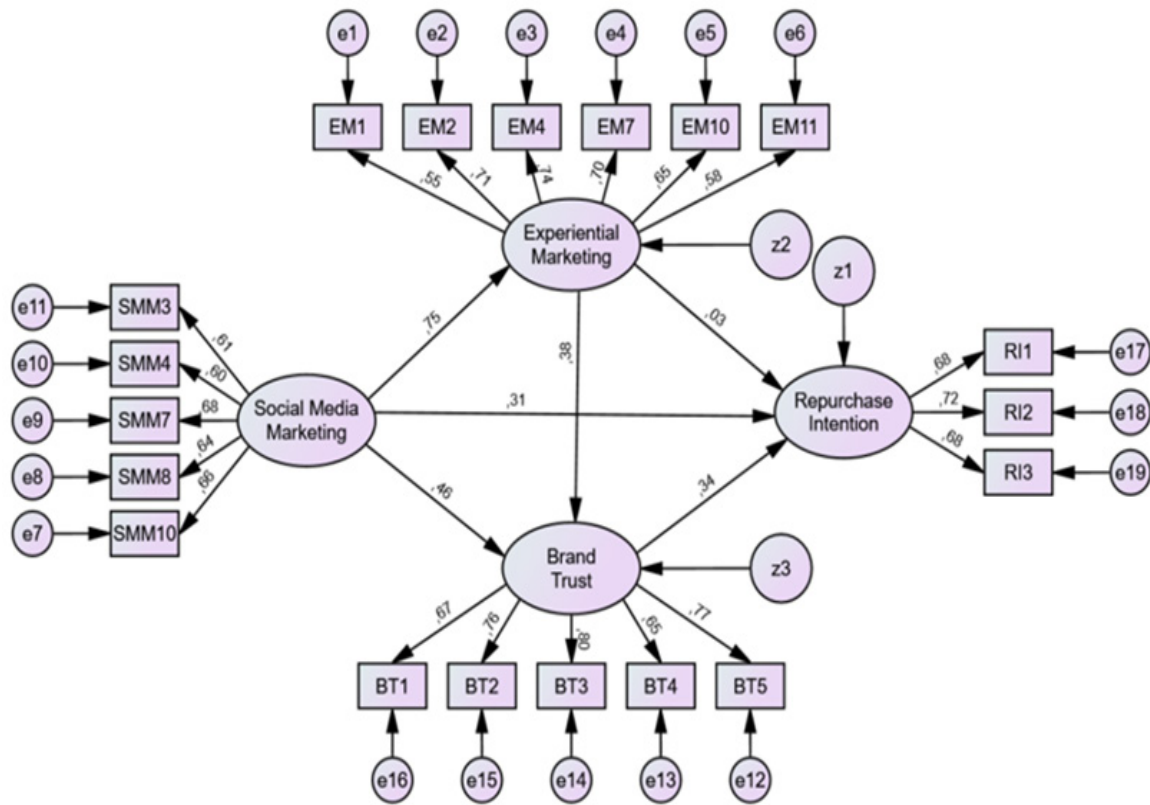 e1 e2 e3 e4 e5 e6
EM1 EM2 EM4 EM7 EM10 EM11
,55 ,71 ,74 ,70 ,65 ,58
Experiential
Marketing
z2
z1
e11 SMM3
e10 SMM4
e9 SMM7
e8 SMM8
e7 SMM10
,61
,60
,68
,64
,66
Social Media
Marketing
,75
,38
,03
,31
,46
,34
Repurchase
Intention
,68
,72
,68
RI1 e17
RI2 e18
RI3 e19
Brand
Trust
z3
,67 ,76 ,80 ,65 ,77
BT1 BT2 BT3 BT4 BT5
e16 e15 e14 e13 e12